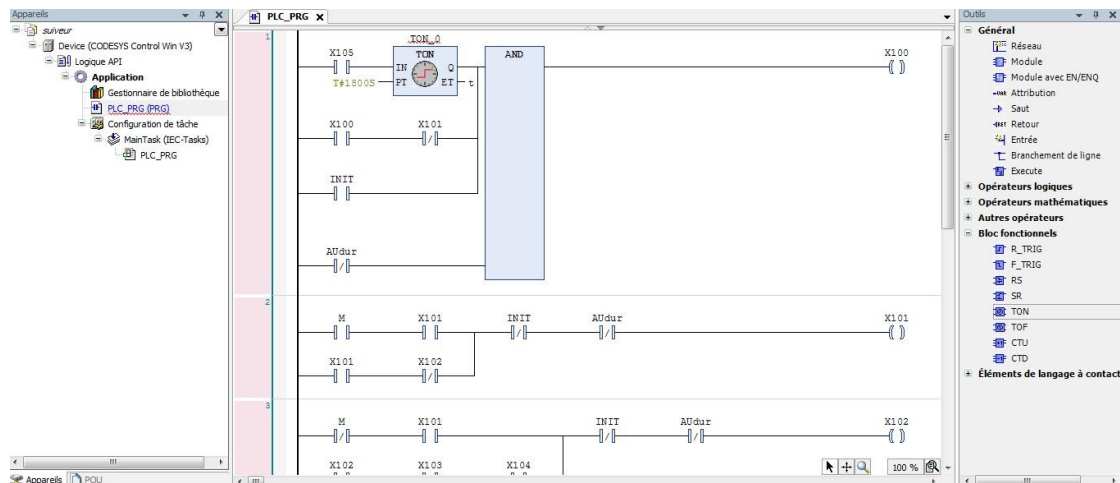 Appareils
suiveur
Device (CODESYS Control Win V3)
Logique API
Application
Gestionnaire de bibliothèque
PLC_PRG (PRG)
Configuration de tâche
MainTask (IEC-Tasks)
PLC_PRG
Appareils
POU
PLC_PRG X
1
TON_0
X105
TON
AND
X100
IN
Q
T#1800S
PT
ET
t
X100
X101
INIT
AUdur
2
M
X101
INIT
AUdur
X101
X101
X102
3
M
X101
INIT
AUdur
X102
X102
X103
X104
100 %
Outils
Général
Réseau
Module
Module avec EN/ENO
Attribution
Saut
Retour
Entrée
Branchement de ligne
Execute
Opérateurs logiques
Opérateurs mathématiques
Autres opérateurs
Bloc fonctionnels
R_TRIG
F_TRIG
RS
SR
TON
TOF
CTU
CTD
Éléments de langage à contact